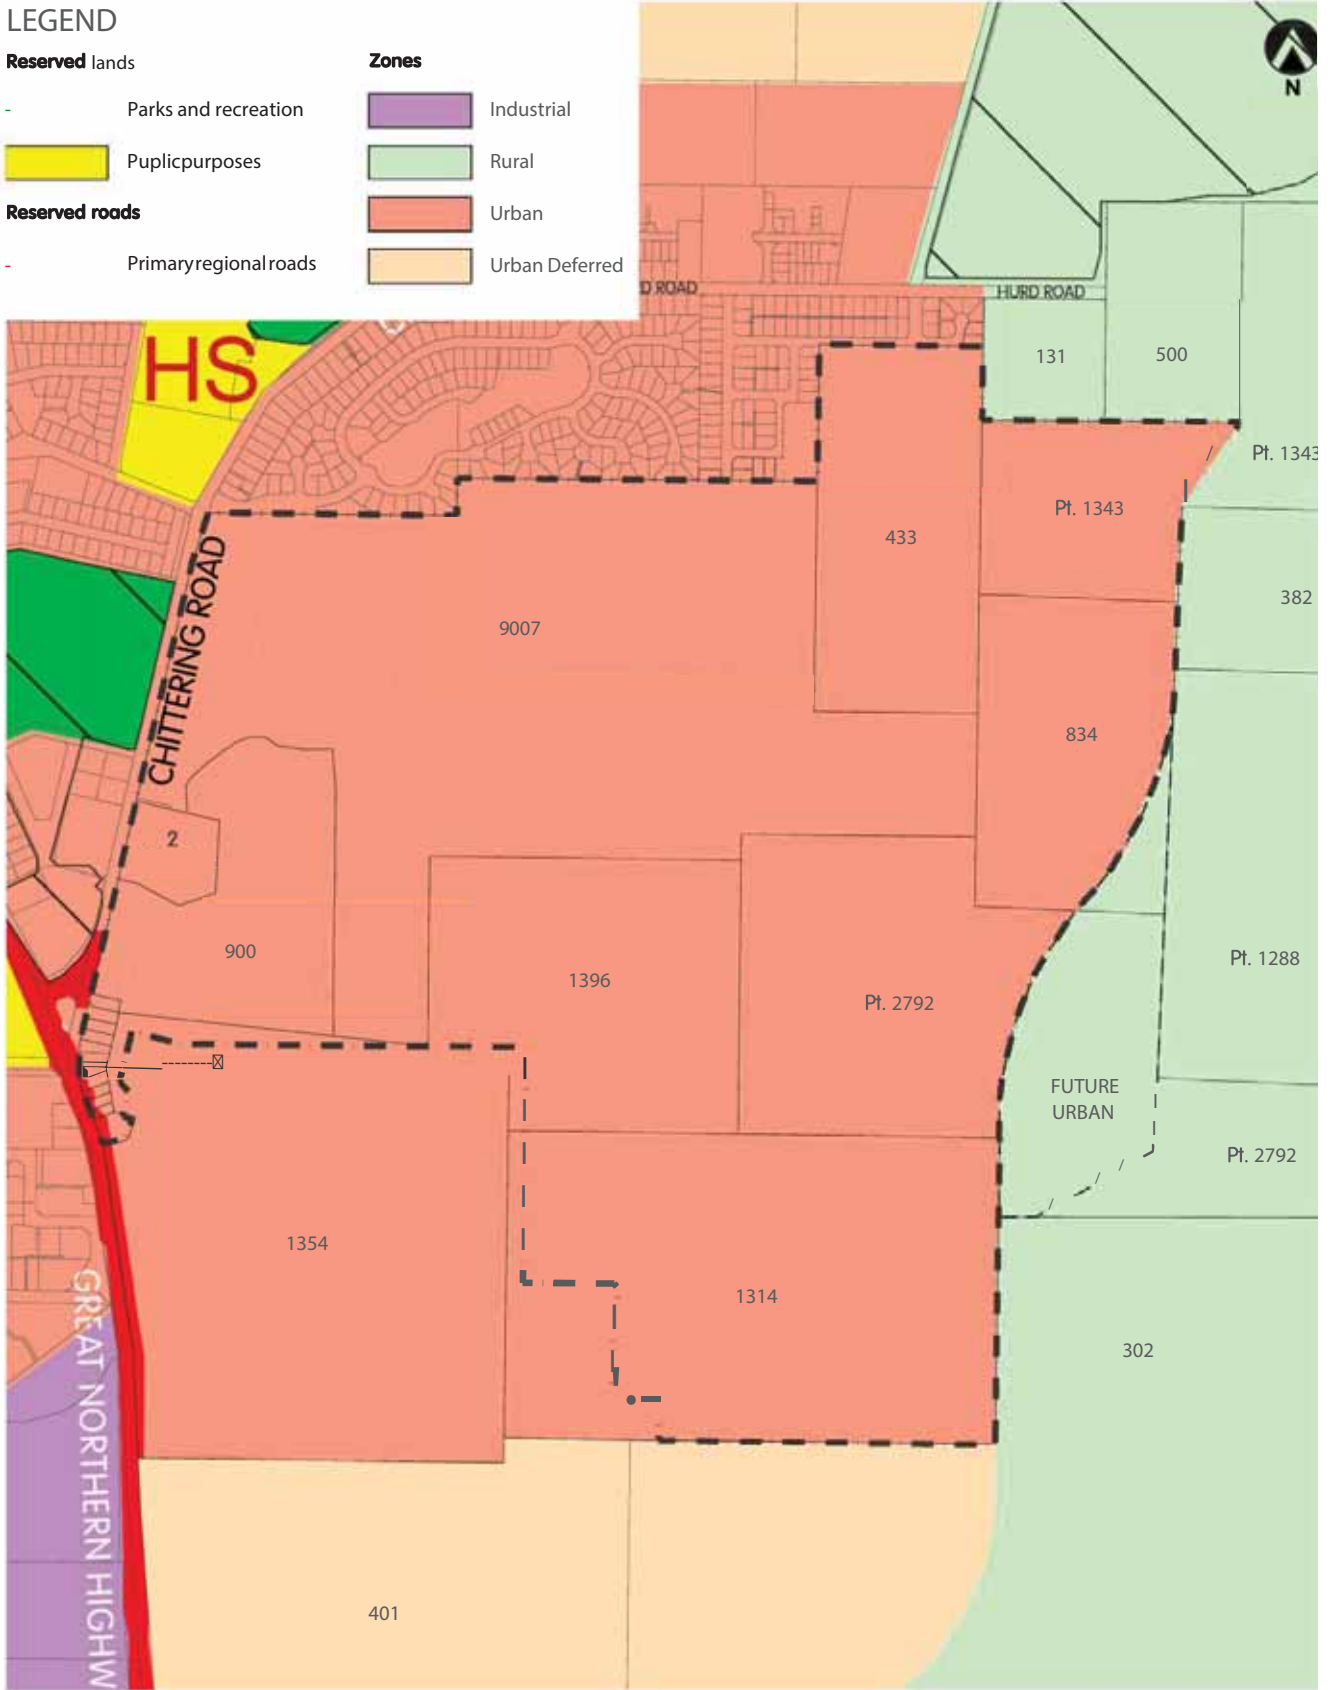 LEGEND
Reserved lands
Zones
- Parks and recreation
Industrial
Puplicpurposes
Rural
Reserved roads
Urban
- Primaryregionalroads
Urban Deferred
N
D ROAD
HURD ROAD
HS
131
500
Pt. 1343
Pt. 1343
433
382
CHITTERING ROAD
9007
834
2
900
1396
Pt. 2792
Pt. 1288
FUTURE
URBAN
Pt. 2792
1354
1314
302
GREAT NORTHERN HIGHW
401